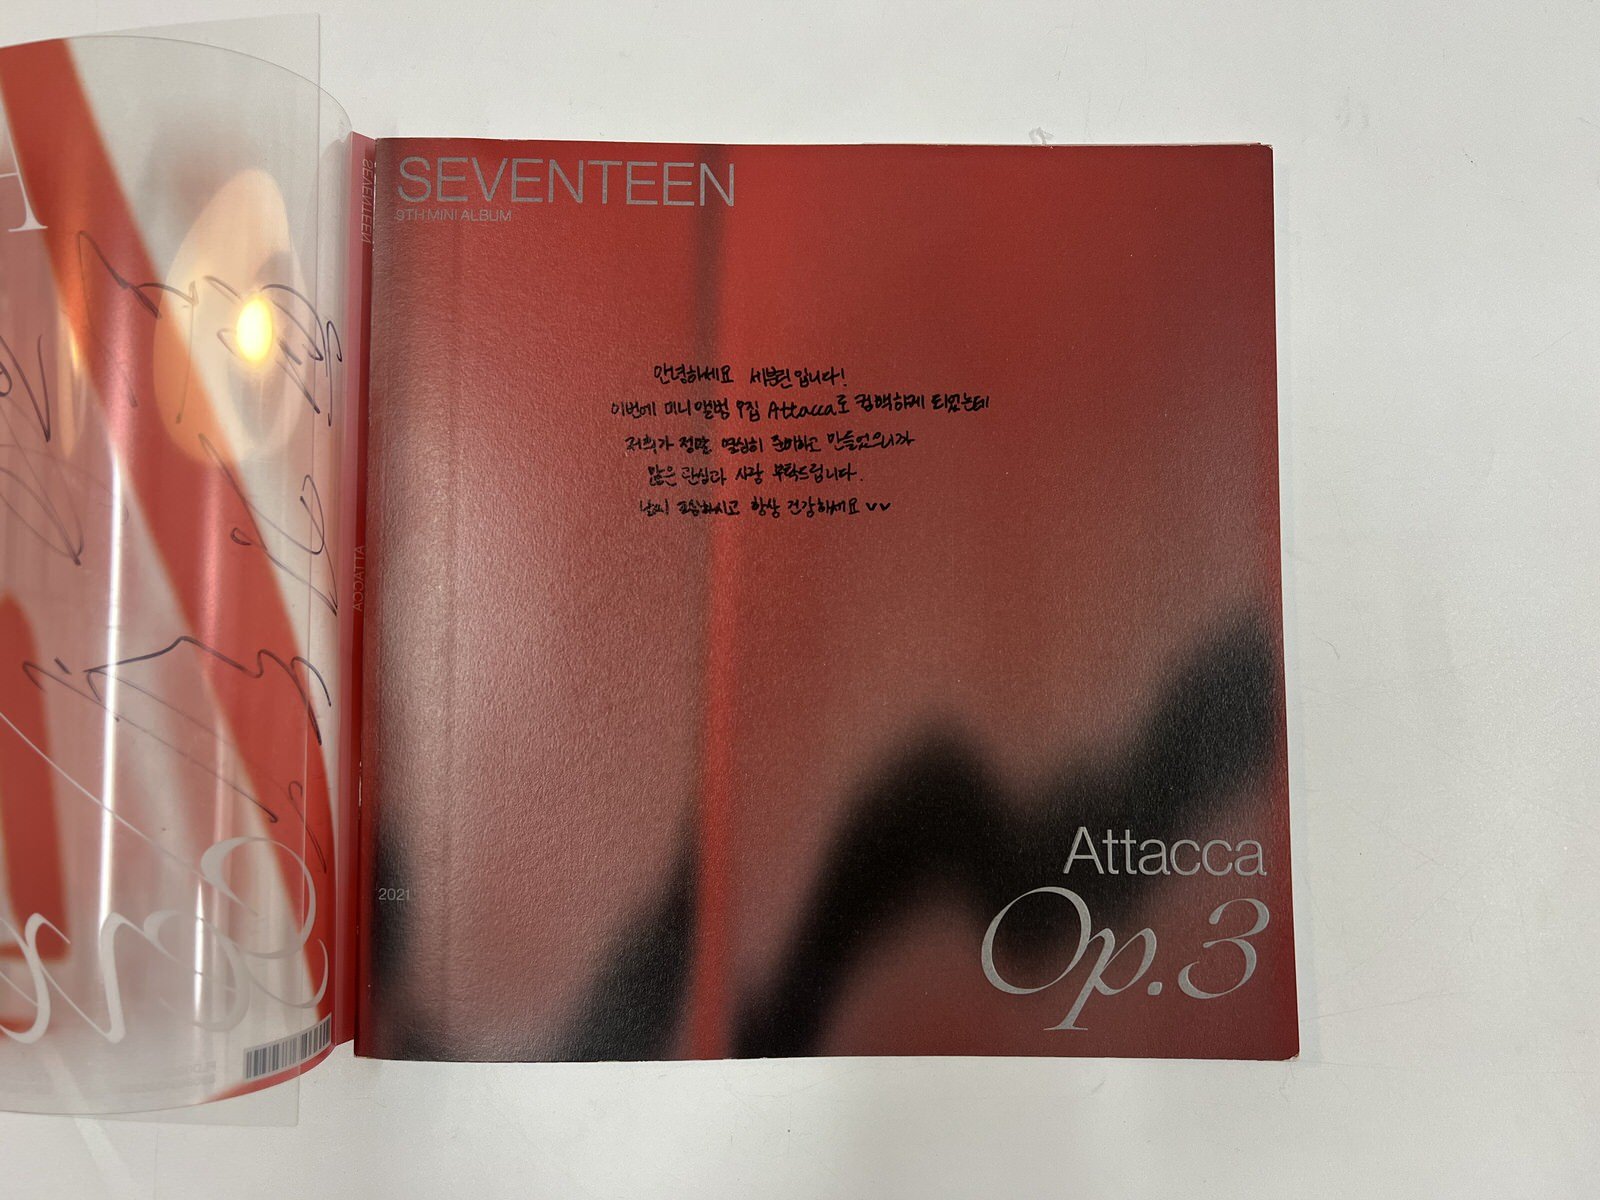 SEVENTEEN
9TH MINI ALBUM
안녕하세요 세븐틴입니다!
이번에 미니앨범 9집 Attacca로 컴백하게 되었는데
저희가 정말 열심히 준비하고 만들었으니까
많은 관심과 사랑 부탁드립니다.
날씨 조심하시고 항상 건강하세요 ᴗᴗ
2021
Attacca
Op.3
SEVENTEEN
ATTACCA